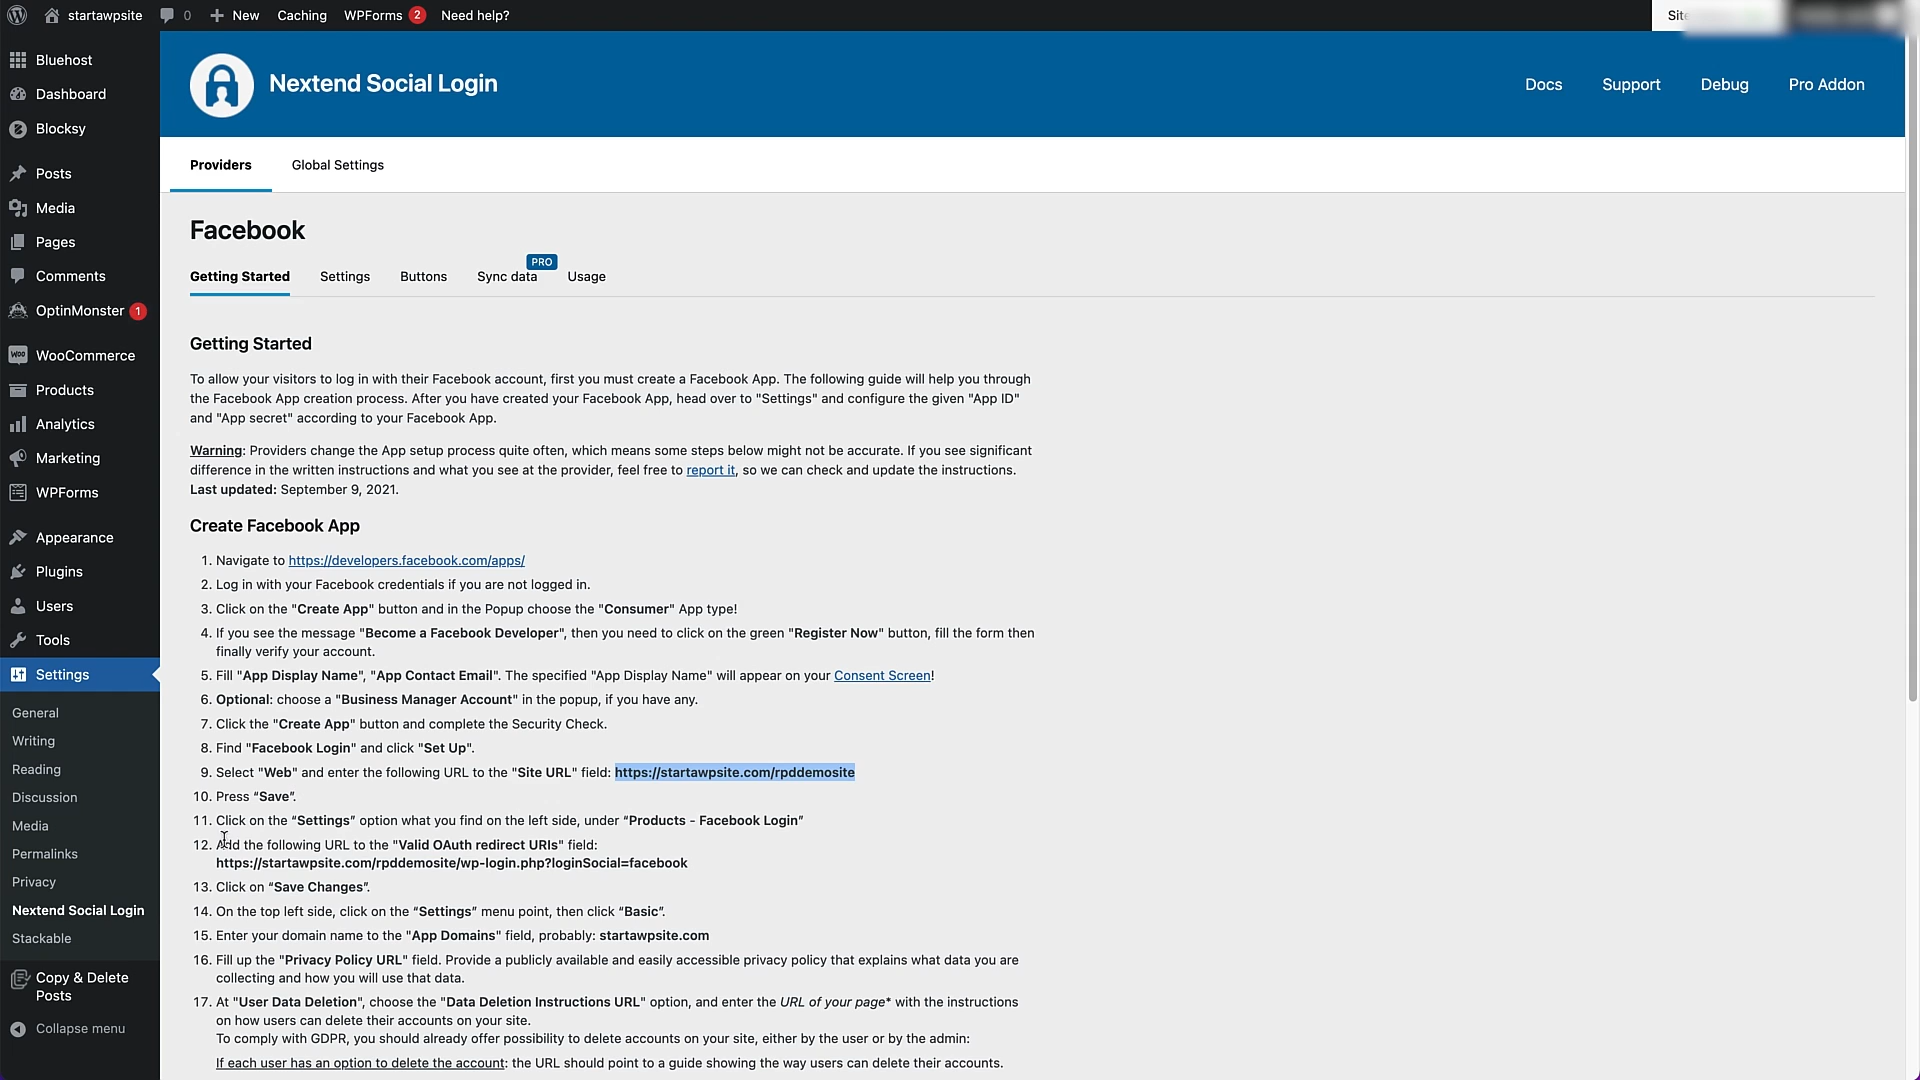 startawpsite
0
New
Caching
WPForms 2
Need help?
Bluehost
Dashboard
Blocksy
Posts
Media
Pages
Comments
OptinMonster 1
WooCommerce
Products
Analytics
Marketing
WPForms
Appearance
Plugins
Users
Tools
Settings
General
Writing
Reading
Discussion
Media
Permalinks
Privacy
Nextend Social Login
Stackable
Copy & Delete
Posts
Collapse menu
Nextend Social Login
Docs
Support
Debug
Pro Addon
Providers
Global Settings
Facebook
Getting Started
Settings
Buttons
Sync data
PRO
Usage
Getting Started
To allow your visitors to log in with their Facebook account, first you must create a Facebook App. The following guide will help you through
the Facebook App creation process. After you have created your Facebook App, head over to "Settings" and configure the given "App ID"
and "App secret" according to your Facebook App.
Warning: Providers change the App setup process quite often, which means some steps below might not be accurate. If you see significant
difference in the written instructions and what you see at the provider, feel free to report it, so we can check and update the instructions.
Last updated: September 9, 2021.
Create Facebook App
1. Navigate to https://developers.facebook.com/apps/
2. Log in with your Facebook credentials if you are not logged in.
3. Click on the "Create App" button and in the Popup choose the "Consumer" App type!
4. If you see the message "Become a Facebook Developer", then you need to click on the green "Register Now" button, fill the form then
finally verify your account.
5. Fill "App Display Name", "App Contact Email". The specified "App Display Name" will appear on your Consent Screen!
6. Optional: choose a "Business Manager Account" in the popup, if you have any.
7. Click the "Create App" button and complete the Security Check.
8. Find "Facebook Login" and click "Set Up".
9. Select "Web" and enter the following URL to the "Site URL" field: https://startawpsite.com/rpddemosite
10. Press “Save”.
11. Click on the “Settings” option what you find on the left side, under “Products - Facebook Login”
12. Add the following URL to the "Valid OAuth redirect URIs" field:
https://startawpsite.com/rpddemosite/wp-login.php?loginSocial=facebook
13. Click on “Save Changes”.
14. On the top left side, click on the “Settings” menu point, then click “Basic”.
15. Enter your domain name to the "App Domains" field, probably: startawpsite.com
16. Fill up the "Privacy Policy URL" field. Provide a publicly available and easily accessible privacy policy that explains what data you are
collecting and how you will use that data.
17. At "User Data Deletion", choose the "Data Deletion Instructions URL" option, and enter the URL of your page* with the instructions
on how users can delete their accounts on your site.
To comply with GDPR, you should already offer possibility to delete accounts on your site, either by the user or by the admin:
If each user has an option to delete the account: the URL should point to a guide showing the way users can delete their accounts.